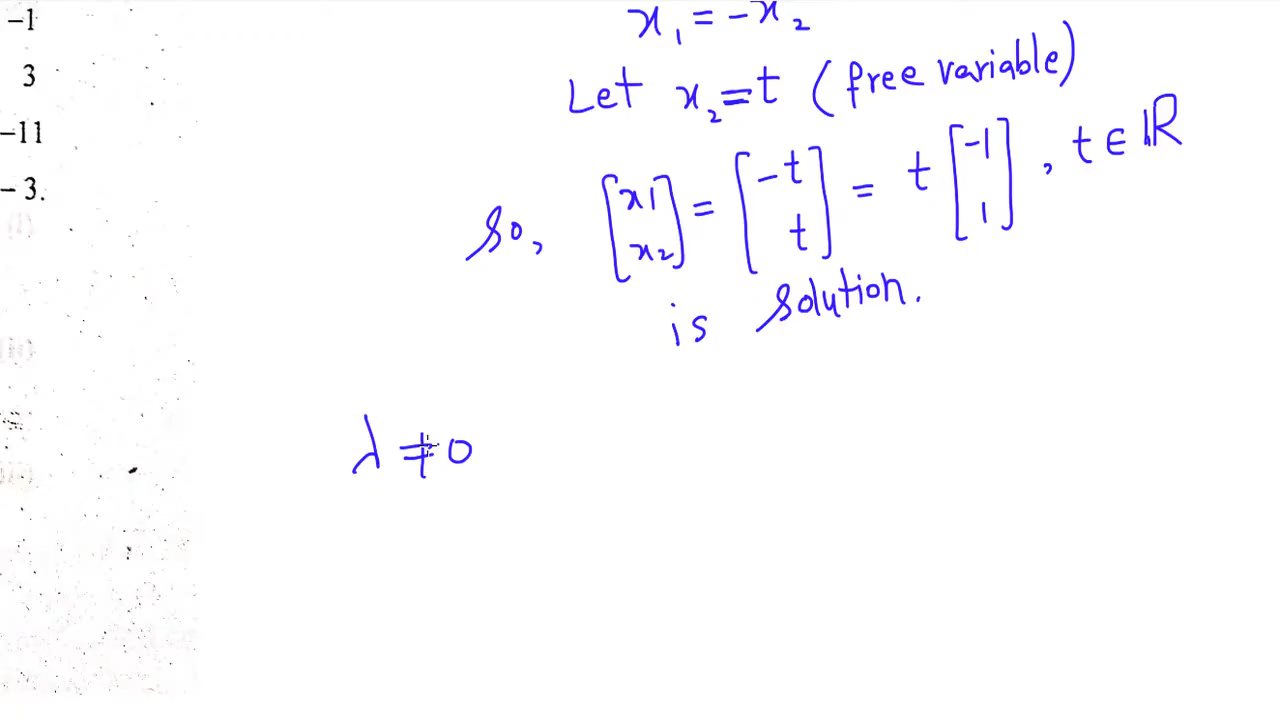 -1
3
-11
- 3.
x₁ = -x₂
Let x₂ = t (free variable)
So, [x1 x2] = [-t t] = t [-1 1], t ∈ ℝ
is solution.
λ ≠ 0